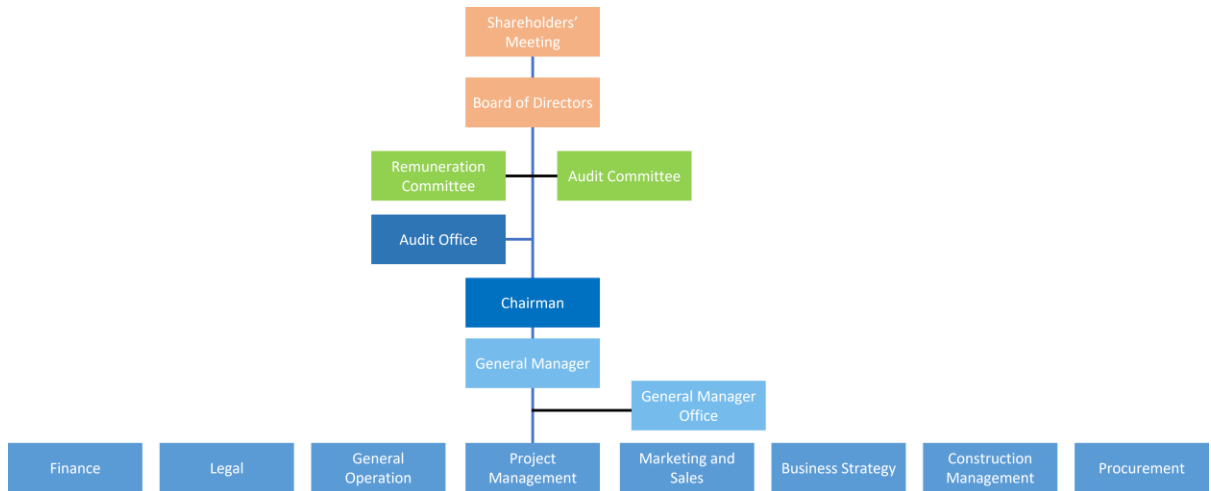 Shareholders’
Meeting
Board of Directors
Remuneration
Committee
Audit Committee
Audit Office
Chairman
General Manager
General Manager
Office
Finance
Legal
General
Operation
Project
Management
Marketing and
Sales
Business Strategy
Construction
Management
Procurement